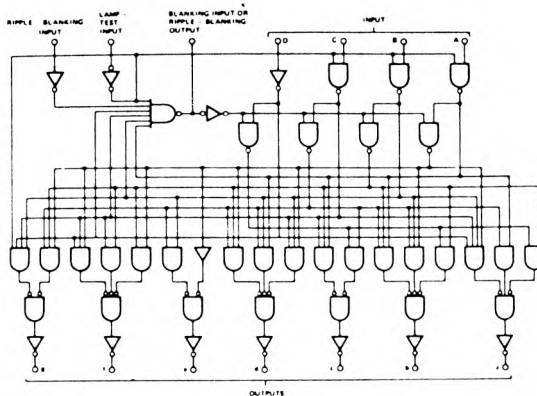 RIPPLE - BLANKING
INPUT
LAMP -
TEST
INPUT
BLANKING INPUT OR
RIPPLE - BLANKING
OUTPUT
INPUT
D
C
B
A
g
f
e
d
c
b
a
OUTPUTS